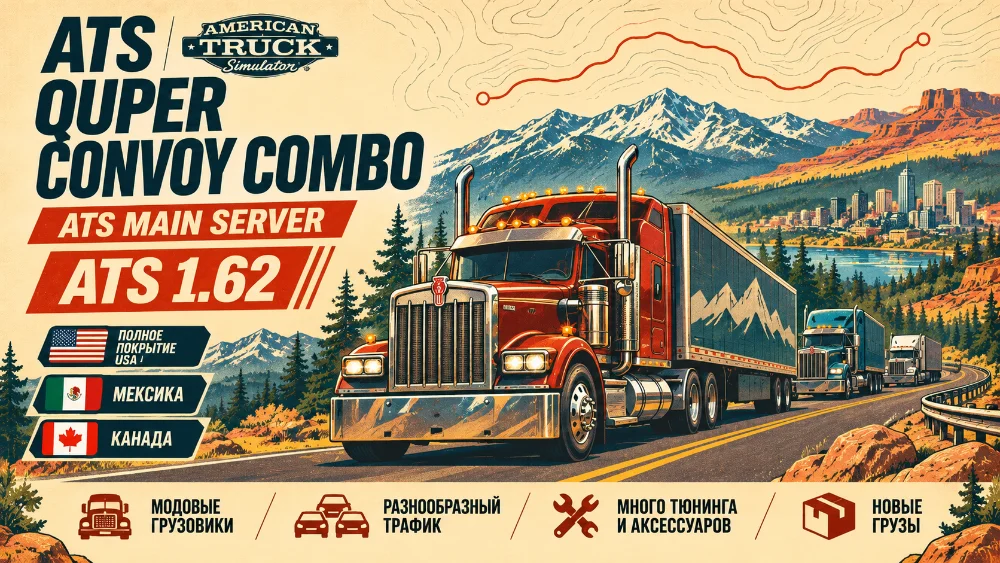 ATS
AMERICAN
TRUCK
Simulator
QUPER
CONVOY COMBO
ATS MAIN SERVER
ATS 1.62
ПОЛНОЕ
ПОКРЫТИЕ
USA !
МЕКСИКА
КАНАДА
МОДОВЫЕ
ГРУЗОВИКИ
РАЗНООБРАЗНЫЙ
ТРАФИК
МНОГО ТЮНИНГА
И АКСЕССУАРОВ
НОВЫЕ
ГРУЗЫ